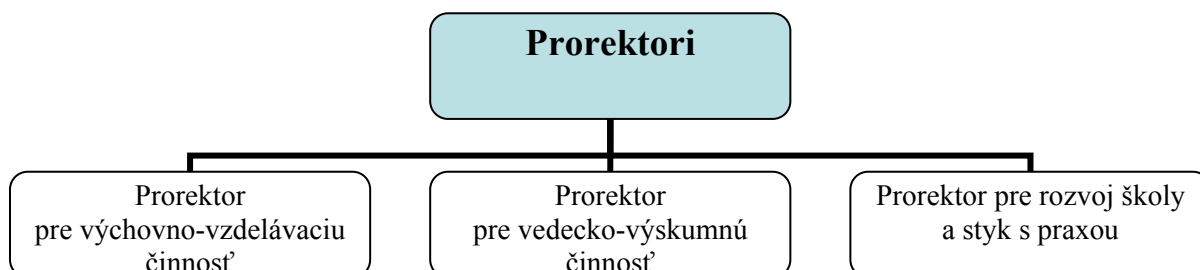 Prorektori
Prorektor
pre výchovno-vzdelávaciu
činnosť
Prorektor
pre vedecko-výskumnú
činnosť
Prorektor pre rozvoj školy
a styk s praxou